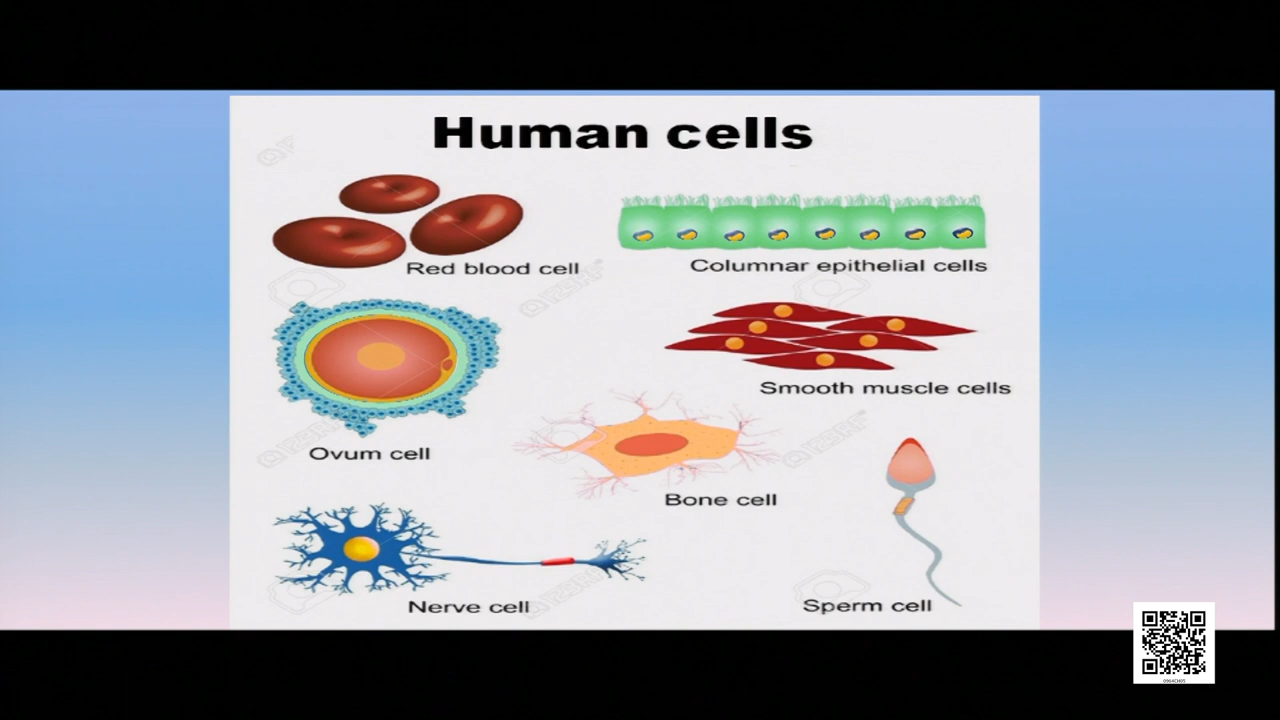 Human cells
Red blood cell
Columnar epithelial cells
Smooth muscle cells
Ovum cell
Bone cell
Nerve cell
Sperm cell